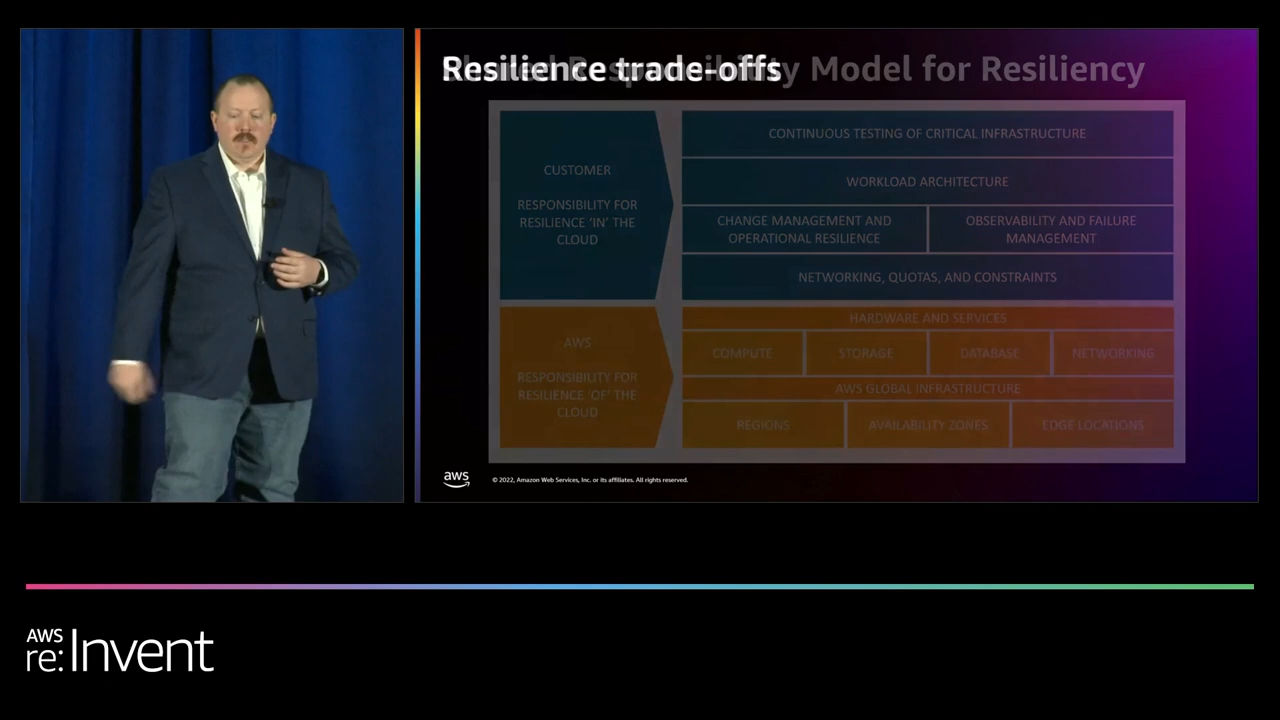 Resilience trade-offs
Shared Responsibility Model for Resiliency
CUSTOMER
RESPONSIBILITY FOR
RESILIENCE 'IN' THE
CLOUD
CONTINUOUS TESTING OF CRITICAL INFRASTRUCTURE
WORKLOAD ARCHITECTURE
CHANGE MANAGEMENT AND
OPERATIONAL RESILIENCE
OBSERVABILITY AND FAILURE
MANAGEMENT
NETWORKING, QUOTAS, AND CONSTRAINTS
AWS
RESPONSIBILITY FOR
RESILIENCE 'OF' THE
CLOUD
HARDWARE AND SERVICES
COMPUTE
STORAGE
DATABASE
NETWORKING
AWS GLOBAL INFRASTRUCTURE
REGIONS
AVAILABILITY ZONES
EDGE LOCATIONS
aws
© 2022, Amazon Web Services, Inc. or its affiliates. All rights reserved.
AWS
re:Invent